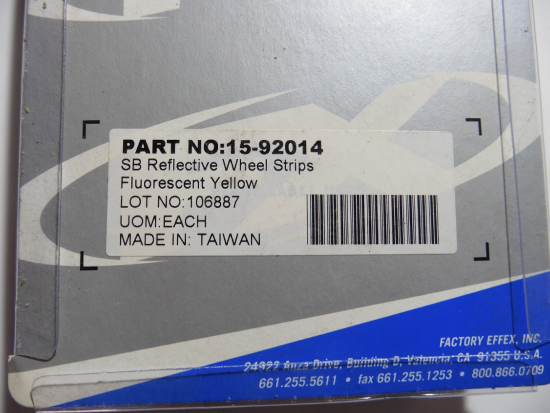 PART NO:15-92014
SB Reflective Wheel Strips
Fluorescent Yellow
LOT NO:106887
UOM:EACH
MADE IN: TAIWAN
FACTORY EFFEX, INC.
24922 Anza Drive, Building D, Valencia, CA 91355 U.S.A.
661.255.5611 • fax 661.255.1253 • 800.866.0709